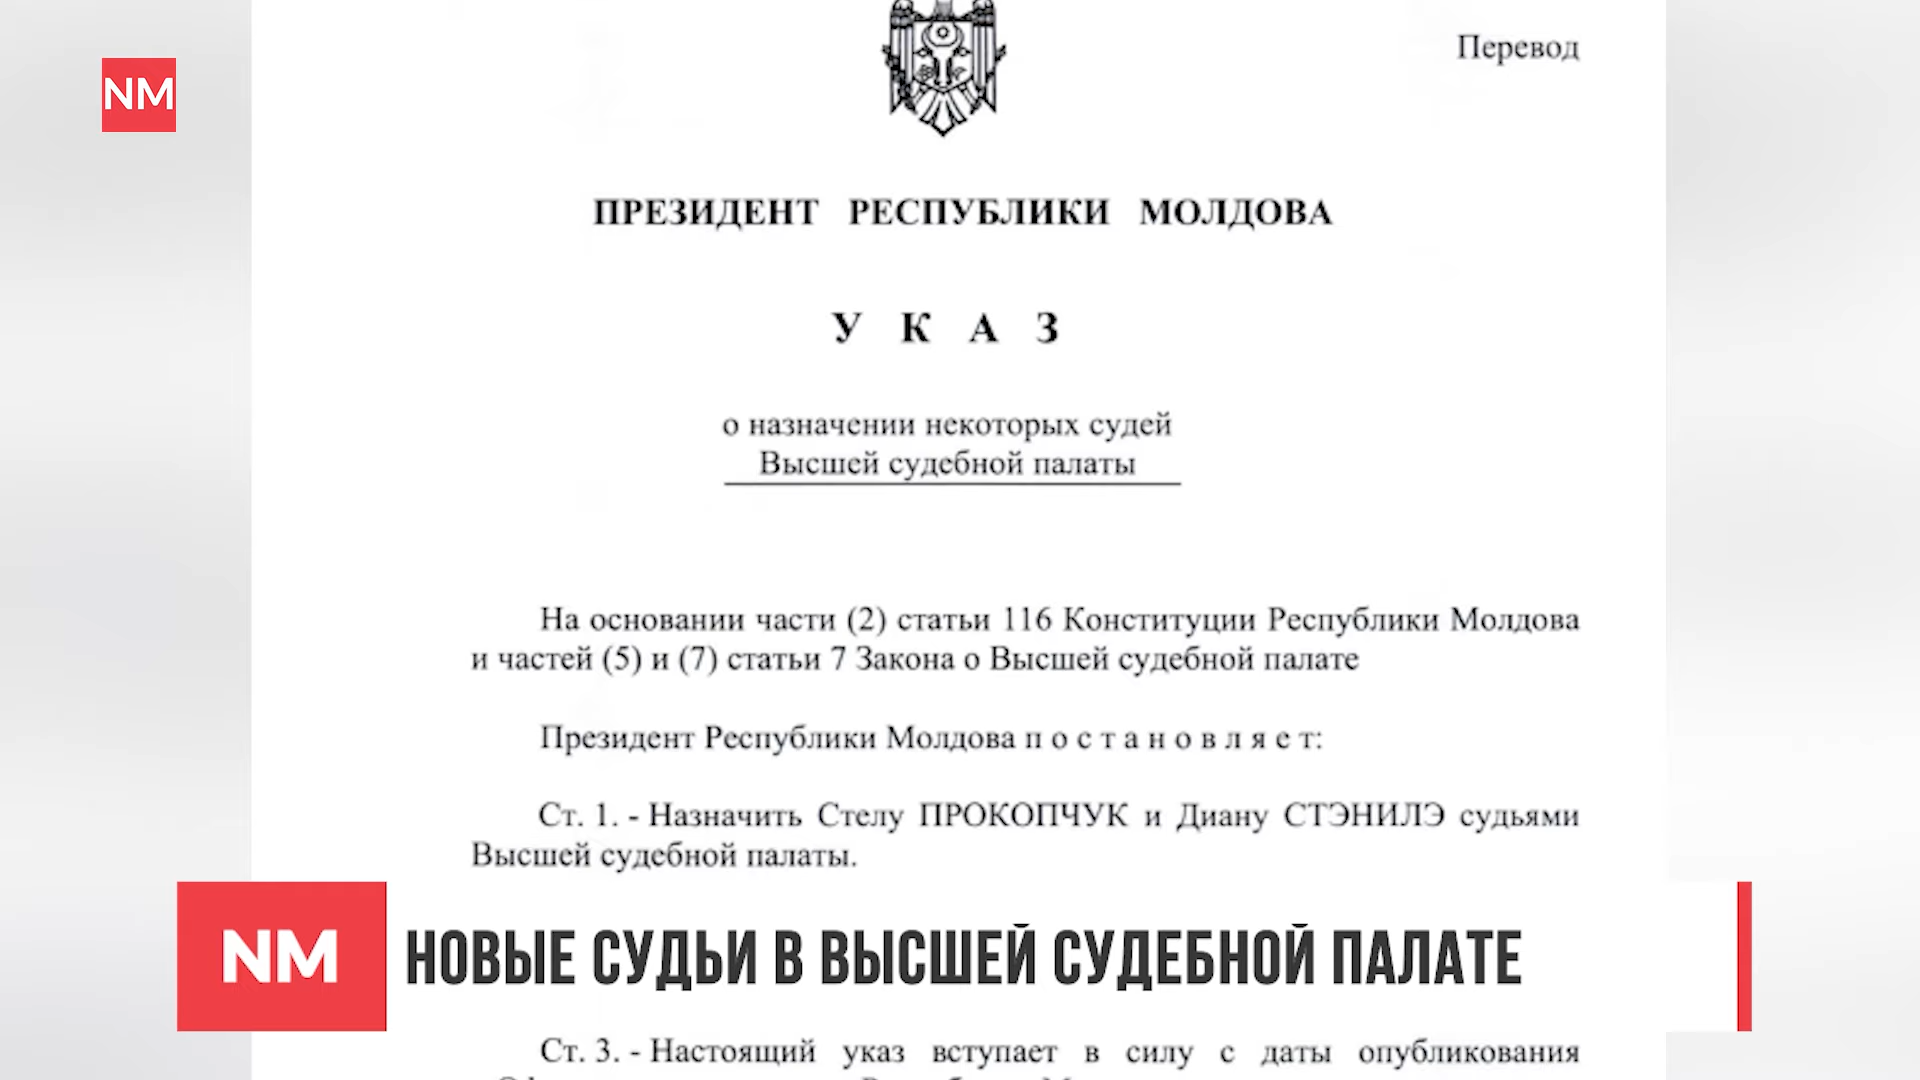 NM
Перевод
ПРЕЗИДЕНТ РЕСПУБЛИКИ МОЛДОВА
У К А З
о назначении некоторых судей
Высшей судебной палаты
На основании части (2) статьи 116 Конституции Республики Молдова
и частей (5) и (7) статьи 7 Закона о Высшей судебной палате
Президент Республики Молдова п о с т а н о в л я е т:
Ст. 1. - Назначить Стелу ПРОКОПЧУК и Диану СТЭНИЛЭ судьями
Высшей судебной палаты.
NM НОВЫЕ СУДЬИ В ВЫСШЕЙ СУДЕБНОЙ ПАЛАТЕ
Ст. 3. - Настоящий указ вступает в силу с даты опубликования